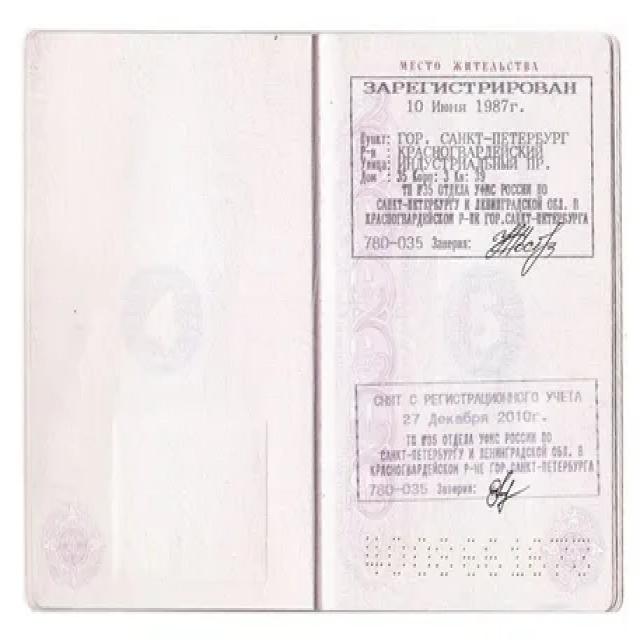 МЕСТО ЖИТЕЛЬСТВА
ЗАРЕГИСТРИРОВАН
10 Июня 1987г.
Пункт: ГОР. САНКТ-ПЕТЕРБУРГ
Р-н : КРАСНОГВАРДЕЙСКИЙ
Улица: ИНДУСТРИАЛЬНЫЙ ПР.
Дом : 35 Корп: 3 Кв: 39
ТП №35 ОТДЕЛА УФМС РОССИИ ПО
САНКТ-ПЕТЕРБУРГУ И ЛЕНИНГРАДСКОЙ ОБЛ. В
КРАСНОГВАРДЕЙСКОМ Р-НЕ ГОР.САНКТ-ПЕТЕРБУРГА
780-035 Заверил:
СНЯТ С РЕГИСТРАЦИОННОГО УЧЕТА
27 Декабря 2010г.
ТП №35 ОТДЕЛА УФМС РОССИИ ПО
САНКТ-ПЕТЕРБУРГУ И ЛЕНИНГРАДСКОЙ ОБЛ. В
КРАСНОГВАРДЕЙСКОМ Р-НЕ ГОР.САНКТ-ПЕТЕРБУРГА
780-035 Заверил: